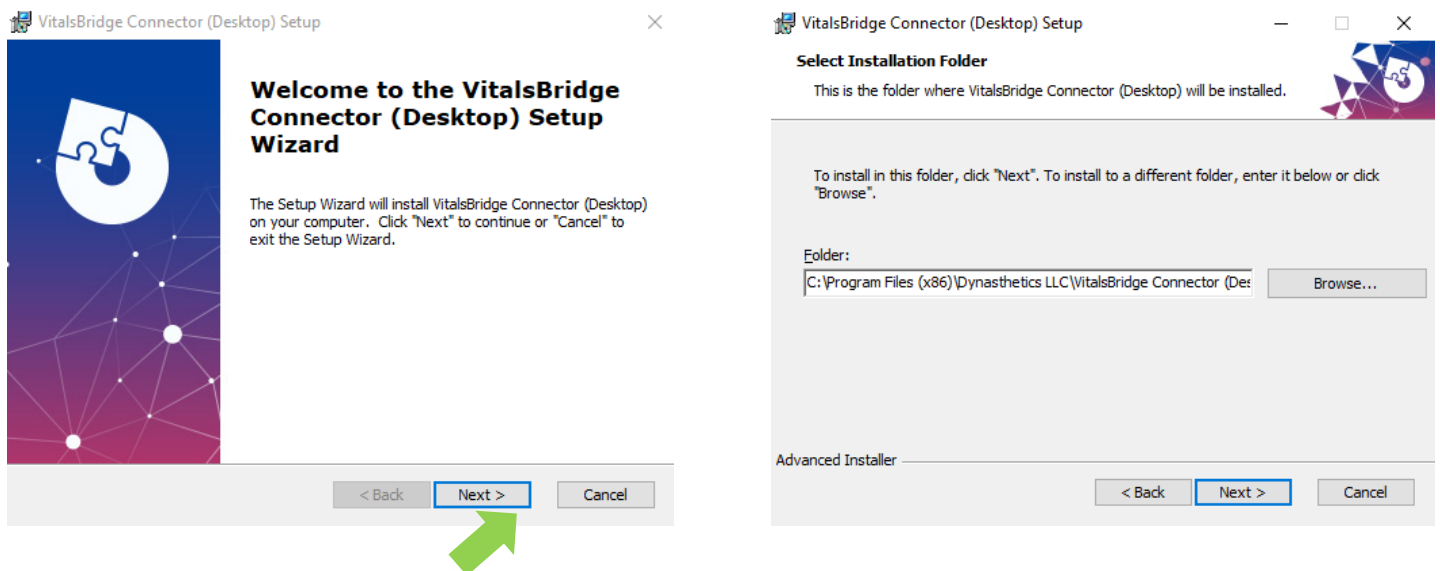 VitalsBridge Connector (Desktop) Setup
Welcome to the VitalsBridge
Connector (Desktop) Setup
Wizard
The Setup Wizard will install VitalsBridge Connector (Desktop)
on your computer. Click "Next" to continue or "Cancel" to
exit the Setup Wizard.
< Back Next > Cancel
VitalsBridge Connector (Desktop) Setup
Select Installation Folder
This is the folder where VitalsBridge Connector (Desktop) will be installed.
To install in this folder, click "Next". To install to a different folder, enter it below or click
"Browse".
Folder:
C:\Program Files (x86)\Dynasthetics LLC\VitalsBridge Connector (Des Browse...
Advanced Installer
< Back Next > Cancel